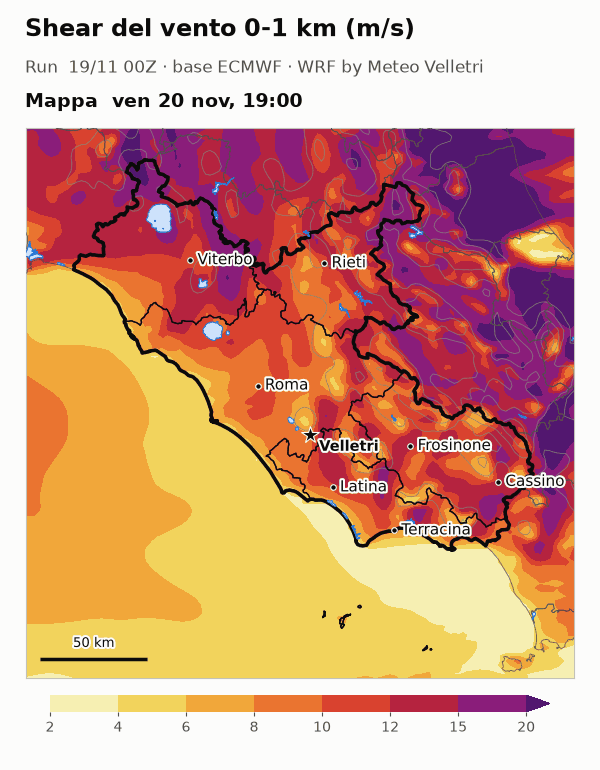 Shear del vento 0-1 km (m/s)
Run 19/11 00Z · base ECMWF · WRF by Meteo Velletri
Mappa ven 20 nov, 19:00
Viterbo
Rieti
Roma
Velletri
Frosinone
Latina
Cassino
Terracina
50 km
2 4 6 8 10 12 15 20